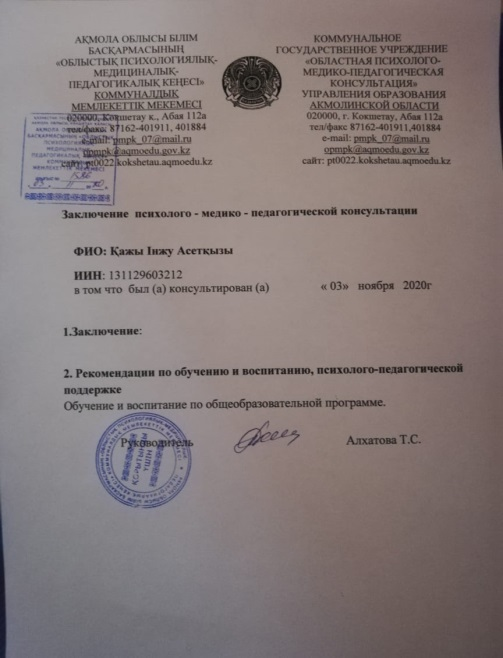 АҚМОЛА ОБЛЫСЫ БІЛІМ
БАСҚАРМАСЫНЫҢ
«ОБЛЫСТЫҚ ПСИХОЛОГИЯЛЫҚ-
МЕДИЦИНАЛЫҚ-
ПЕДАГОГИКАЛЫҚ КЕҢЕСІ»
КОММУНАЛДЫҚ
МЕМЛЕКЕТТІК МЕКЕМЕСІ
020000, Көкшетау қ., Абая 112а
тел/факс 87162-401911, 401884
e-mail: pmpk_07@mail.ru
opmpk@aqmoedu.gov.kz
сайт: pt0022.kokshetau.aqmoedu.kz
КОММУНАЛЬНОЕ
ГОСУДАРСТВЕННОЕ УЧРЕЖДЕНИЕ
«ОБЛАСТНАЯ ПСИХОЛОГО-
МЕДИКО-ПЕДАГОГИЧЕСКАЯ
КОНСУЛЬТАЦИЯ»
УПРАВЛЕНИЯ ОБРАЗОВАНИЯ
АКМОЛИНСКОЙ ОБЛАСТИ
020000, г. Кокшетау, Абая 112а
тел/факс 87162-401911,401884
e-mail: pmpk_07@mail.ru
opmpk@aqmoedu.gov.kz
сайт: pt0022.kokshetau.aqmoedu.kz
Заключение психолого - медико - педагогической консультации
ФИО: Қажы Інжу Асетқызы
ИИН: 131129603212
в том что был (а) консультирован (а) « 03» ноября 2020г
1.Заключение:
2. Рекомендации по обучению и воспитанию, психолого-педагогической
поддержке
Обучение и воспитание по общеобразовательной программе.
Руководитель Алхатова Т.С.
ҚОРЫТЫНДЫ
ҮШІН